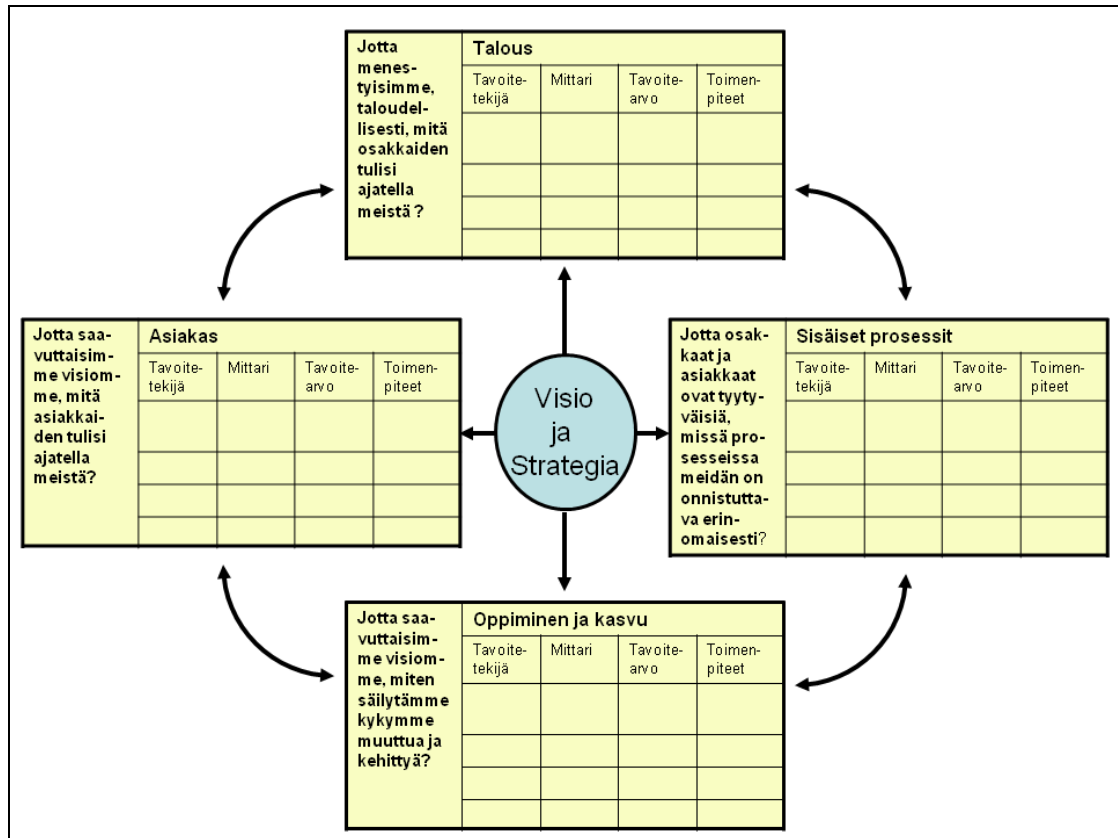 Jotta
menes-
tyisimme,
taloudel-
lisesti, mitä
osakkaiden
tulisi
ajatella
meistä ?
Talous
Tavoite-
tekijä
Mittari
Tavoite-
arvo
Toimen-
piteet
Jotta saa-
vuttaisim-
me visiom-
me, mitä
asiakkai-
den tulisi
ajatella
meistä?
Asiakas
Tavoite-
tekijä
Mittari
Tavoite-
arvo
Toimen-
piteet
Visio
ja
Strategia
Jotta osak-
kaat ja
asiakkaat
ovat tyyty-
väisiä,
missä pro-
sesseissa
meidän on
onnistutta-
va erin-
omaisesti?
Sisäiset prosessit
Tavoite-
tekijä
Mittari
Tavoite-
arvo
Toimen-
piteet
Jotta saa-
vuttaisim-
me visiom-
me, miten
säilytämme
kykymme
muuttua ja
kehittyä?
Oppiminen ja kasvu
Tavoite-
tekijä
Mittari
Tavoite-
arvo
Toimen-
piteet